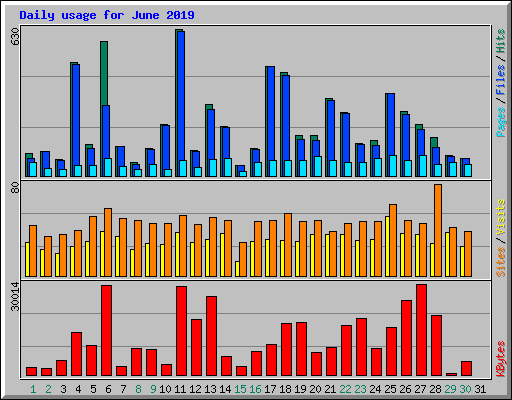 Daily usage for June 2019
630
Pages / Files / Hits
80
Sites / Visits
30014
KBytes
1 2 3 4 5 6 7 8 9 10 11 12 13 14 15 16 17 18 19 20 21 22 23 24 25 26 27 28 29 30 31